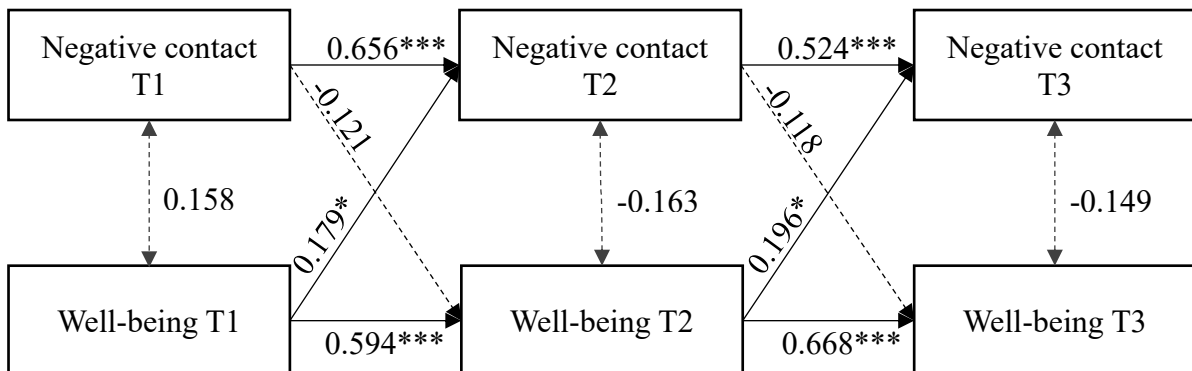 Negative contact
T1
0.656***
Negative contact
T2
0.524***
Negative contact
T3
-0.121
-0.118
0.158
-0.163
-0.149
0.179*
0.196*
Well-being T1
0.594***
Well-being T2
0.668***
Well-being T3